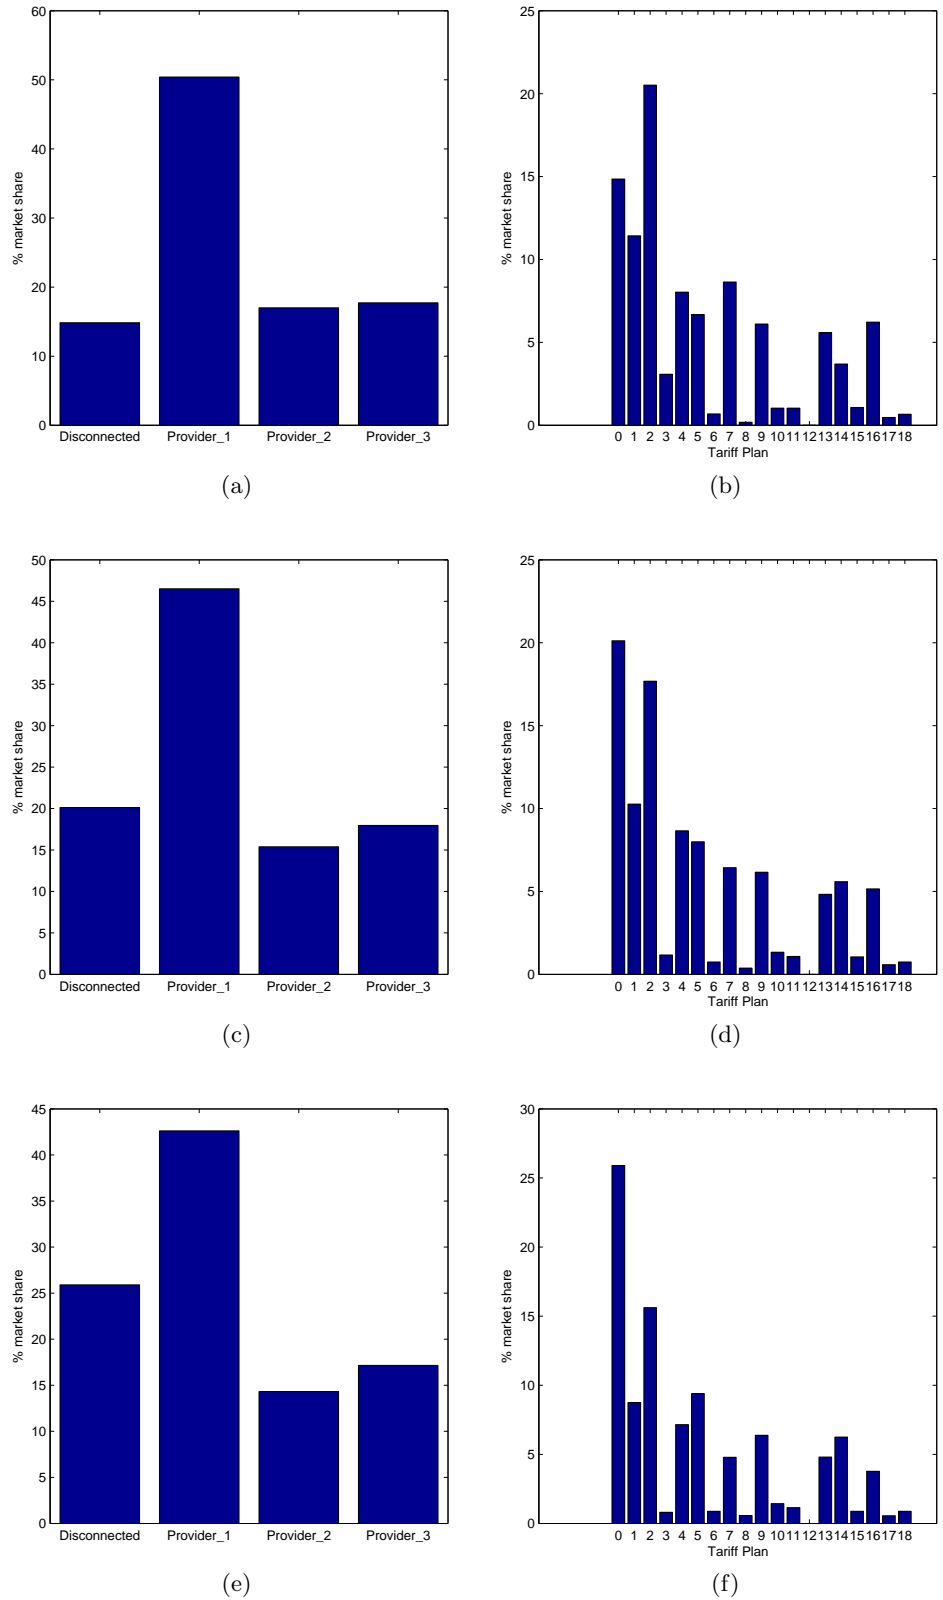 60
50
40
30
20
10
0
% market share
Disconnected Provider_1 Provider_2 Provider_3
(a)
25
20
15
10
5
0
% market share
0 1 2 3 4 5 6 7 8 9 10 11 12 13 14 15 16 17 18
Tariff Plan
(b)
50
45
40
35
30
25
20
15
10
5
0
% market share
Disconnected Provider_1 Provider_2 Provider_3
(c)
25
20
15
10
5
0
% market share
0 1 2 3 4 5 6 7 8 9 10 11 12 13 14 15 16 17 18
Tariff Plan
(d)
45
40
35
30
25
20
15
10
5
0
% market share
Disconnected Provider_1 Provider_2 Provider_3
(e)
30
25
20
15
10
5
0
% market share
0 1 2 3 4 5 6 7 8 9 10 11 12 13 14 15 16 17 18
Tariff Plan
(f)